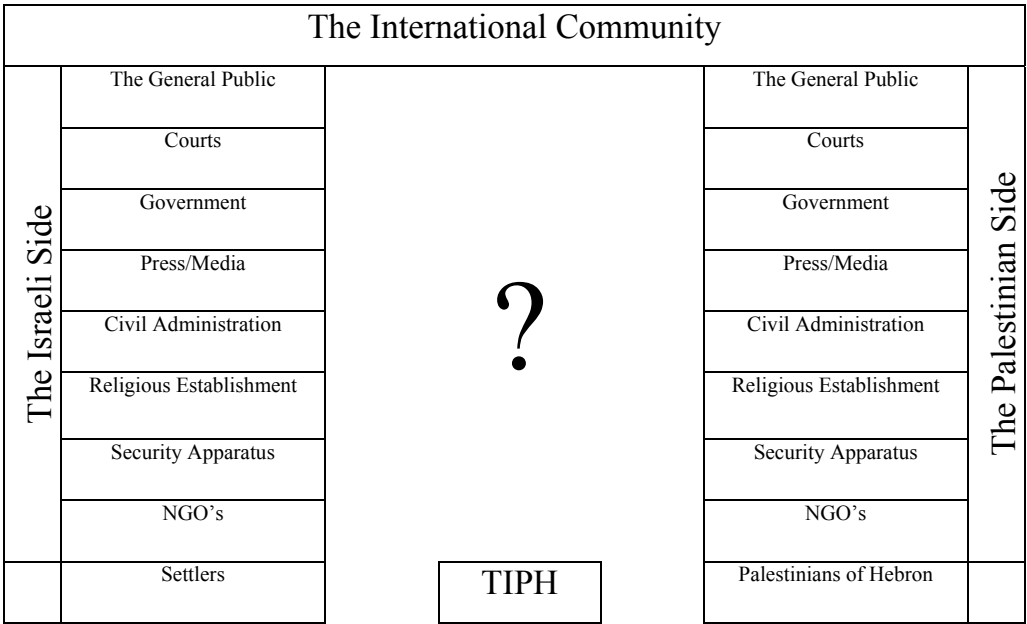 The International Community
The Israeli Side
The General Public
Courts
Government
Press/Media
Civil Administration
Religious Establishment
Security Apparatus
NGO’s
Settlers
?
TIPH
The General Public
Courts
Government
Press/Media
Civil Administration
Religious Establishment
Security Apparatus
NGO’s
Palestinians of Hebron
The Palestinian Side